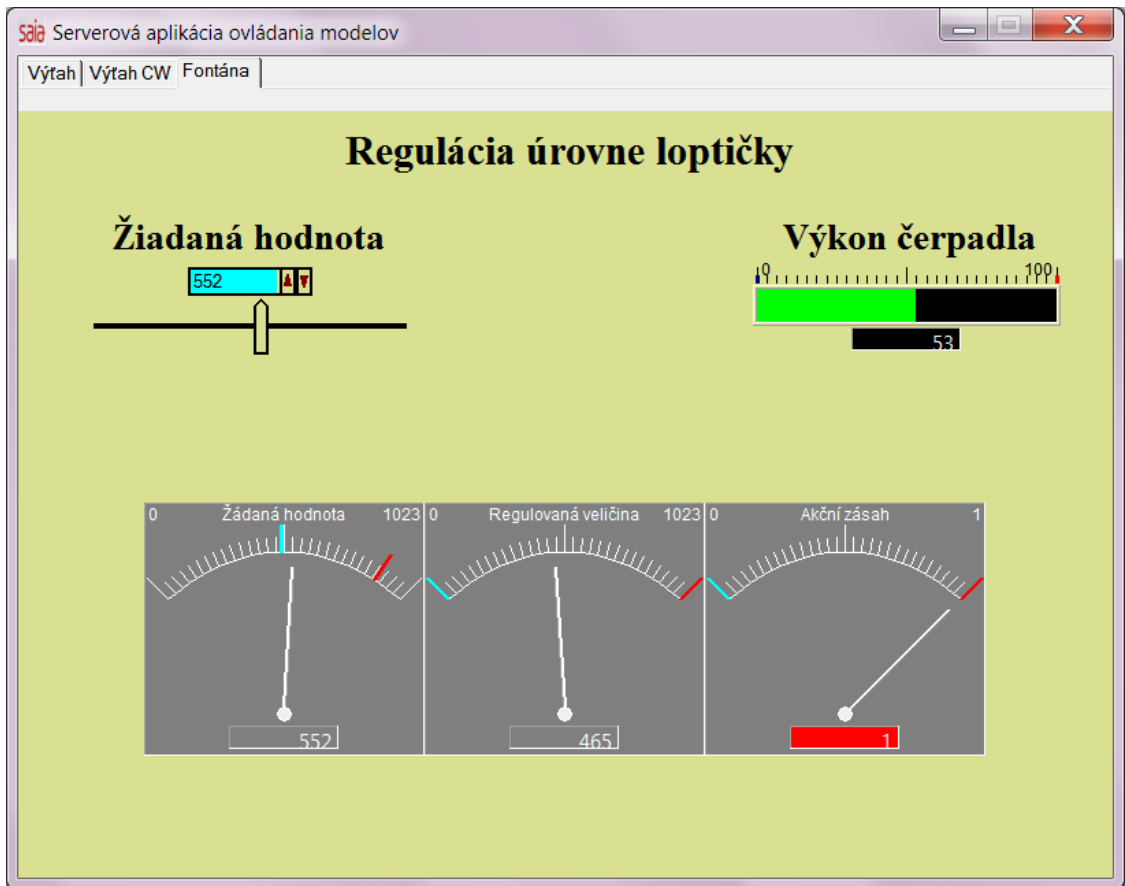 saia Serverová aplikácia ovládania modelov
Výťah Výťah CW Fontána
Regulácia úrovne loptičky
Žiadaná hodnota
552
Výkon čerpadla
0 100
53
0 Žádaná hodnota 1023
552
0 Regulovaná veličina 1023
465
0 Akční zásah 1
1